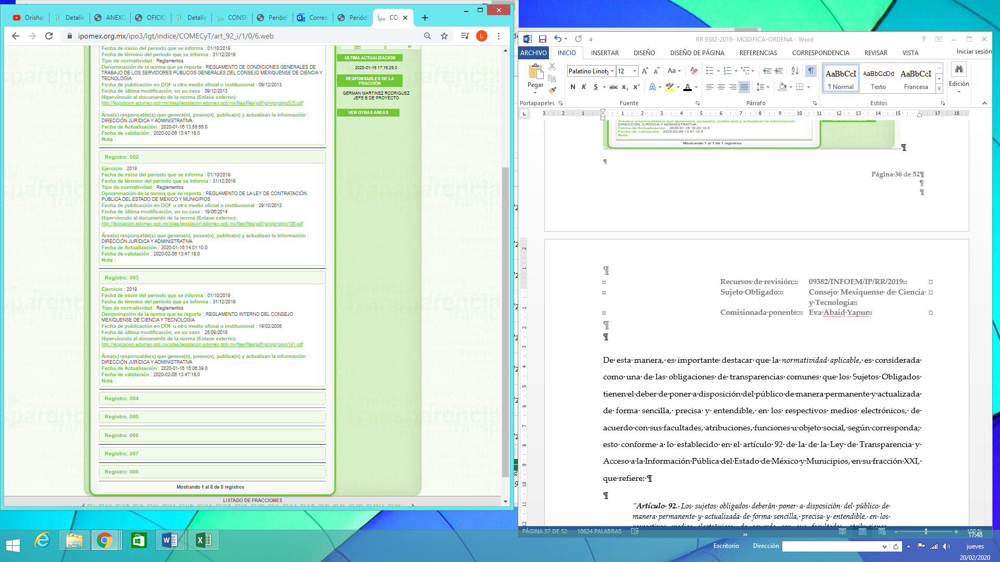 Orishas
Detalle
ANEXO
OFICIO
Detalle
CONSE
Periódi
Correo
Periódi
CO
ipomex.org.mx/ipo3/lgt/indice/COMECyT/art_92_i/1/0/6.web
L
Fecha de inicio del periodo que se informa : 01/10/2019
Fecha de término del periodo que se informa : 31/12/2019
Tipo de normatividad : Reglamentos
Denominación de la norma que se reporta : REGLAMENTO DE CONDICIONES GENERALES DE
TRABAJO DE LOS SERVIDORES PÚBLICOS GENERALES DEL CONSEJO MEXIQUENSE DE CIENCIA Y
TECNOLOGÍA
Fecha de publicación en DOF u otro medio oficial o institucional : 09/12/2013
Fecha de última modificación, en su caso : 09/12/2013
Hipervínculo al documento de la norma (Enlace externo):
http://legislacion.edomex.gob.mx/sites/legislacion.edomex.gob.mx/files/files/pdf/rgl/vig/rglvig525.pdf
Área(s) responsable(s) que genera(n), posee(n), publica(n) y actualizan la información :
DIRECCIÓN JURÍDICA Y ADMINISTRATIVA
Fecha de Actualización : 2020-01-16 13:58:56.0
Fecha de validación : 2020-02-06 13:47:18.0
Nota :
Registro: 002
Ejercicio : 2019
Fecha de inicio del periodo que se informa : 01/10/2019
Fecha de término del periodo que se informa : 31/12/2019
Tipo de normatividad : Reglamentos
Denominación de la norma que se reporta : REGLAMENTO DE LA LEY DE CONTRATACIÓN
PÚBLICA DEL ESTADO DE MÉXICO Y MUNICIPIOS
Fecha de publicación en DOF u otro medio oficial o institucional : 29/10/2013
Fecha de última modificación, en su caso : 19/06/2014
Hipervínculo al documento de la norma (Enlace externo):
http://legislacion.edomex.gob.mx/sites/legislacion.edomex.gob.mx/files/files/pdf/rgl/vig/rglvig106.pdf
Área(s) responsable(s) que genera(n), posee(n), publica(n) y actualizan la información :
DIRECCIÓN JURÍDICA Y ADMINISTRATIVA
Fecha de Actualización : 2020-01-16 14:01:10.0
Fecha de validación : 2020-02-06 13:47:18.0
Nota :
Registro: 003
Ejercicio : 2019
Fecha de inicio del periodo que se informa : 01/10/2019
Fecha de término del periodo que se informa : 31/12/2019
Tipo de normatividad : Reglamentos
Denominación de la norma que se reporta : REGLAMENTO INTERNO DEL CONSEJO
MEXIQUENSE DE CIENCIA Y TECNOLOGÍA
Fecha de publicación en DOF u otro medio oficial o institucional : 19/02/2008
Fecha de última modificación, en su caso : 25/09/2018
Hipervínculo al documento de la norma (Enlace externo):
http://legislacion.edomex.gob.mx/sites/legislacion.edomex.gob.mx/files/files/pdf/rgl/vig/rglvig191.pdf
Área(s) responsable(s) que genera(n), posee(n), publica(n) y actualizan la información :
DIRECCIÓN JURÍDICA Y ADMINISTRATIVA
Fecha de Actualización : 2020-01-16 16:06:39.0
Fecha de validación : 2020-02-06 13:47:18.0
Nota :
Registro: 004
Registro: 005
Registro: 006
Registro: 007
Registro: 008
Mostrando 1 al 8 de 8 registros
LISTADO DE FRACCIONES
NA 0
ULTIMA ACTUALIZACIÓN
2020-01-16 17:16:29.0
RESPONSABLES DE LA
FRACCIÓN
GERMAN MARTINEZ RODRIGUEZ
JEFE B DE PROYECTO
VER OTRAS AREAS
RR 9382-2019- MODIFICA-ORDENA - Word
ARCHIVO INICIO INSERTAR DISEÑO DISEÑO DE PÁGINA REFERENCIAS CORRESPONDENCIA REVISAR VISTA Iniciar sesión
Pegar
Palatino Linoty 12
N K S abc x₂ x²
AaBbCcI AaBbCcDd AaBbCcI
¶ Normal Texto Francesa
Edición
Portapapeles Fuente Párrafo Estilos
Área(s) responsable(s) que genera(n), posee(n), publica(n) y actualizan la información :
DIRECCIÓN JURÍDICA Y ADMINISTRATIVA
Fecha de Actualización : 2020-01-16 16:20:10.0
Fecha de validación : 2020-02-06 13:47:18.0
Nota :
Mostrando 1 al 1 de 1 registros
Página 36 de 52¶
Recursos de revisión: 09382/INFOEM/IP/RR/2019
Sujeto Obligado: Consejo Mexiquense de Ciencia
y Tecnología
Comisionada ponente: Eva Abaid Yapur
De esta manera, es importante destacar que la normatividad aplicable, es considerada
como una de las obligaciones de transparencias comunes que los Sujetos Obligados
tienen el deber de poner a disposición del público de manera permanente y actualizada
de forma sencilla, precisa y entendible, en los respectivos medios electrónicos, de
acuerdo con sus facultades, atribuciones, funciones u objeto social, según corresponda;
esto conforme a lo establecido en el artículo 92 de la de la Ley de Transparencia y
Acceso a la Información Pública del Estado de México y Municipios, en su fracción XXI,
que refiere: ¶
“Artículo 92. Los sujetos obligados deberán poner a disposición del público de
manera permanente y actualizada de forma sencilla, precisa y entendible, en los
PÁGINA 37 DE 52 10624 PALABRAS 100 %
Escritorio Dirección
17:48
jueves
20/02/2020